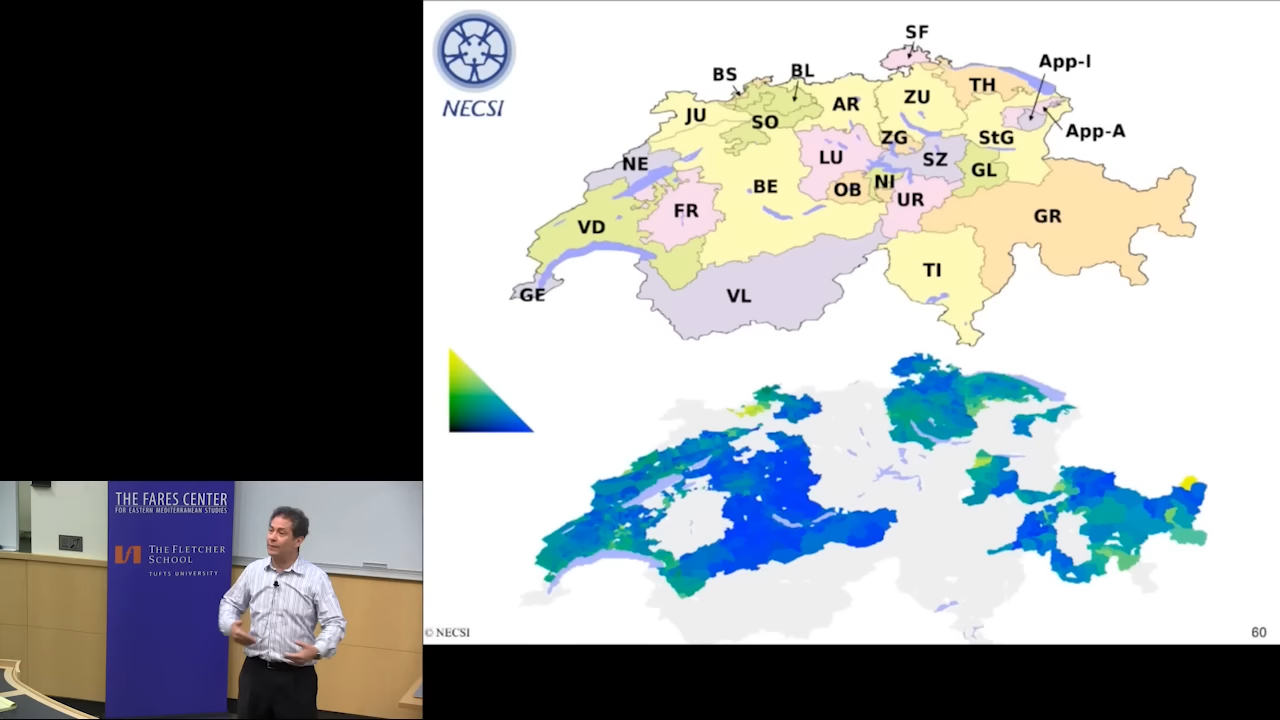 NECSI
SF
App-I
BS
BL
TH
JU
SO
AR
ZU
App-A
NE
LU
ZG
SZ
StG
BE
OB
NI
GL
VD
FR
UR
GR
GE
VL
TI
© NECSI
60
THE FARES CENTER
FOR EASTERN MEDITERRANEAN STUDIES
THE FLETCHER
SCHOOL
TUFTS UNIVERSITY